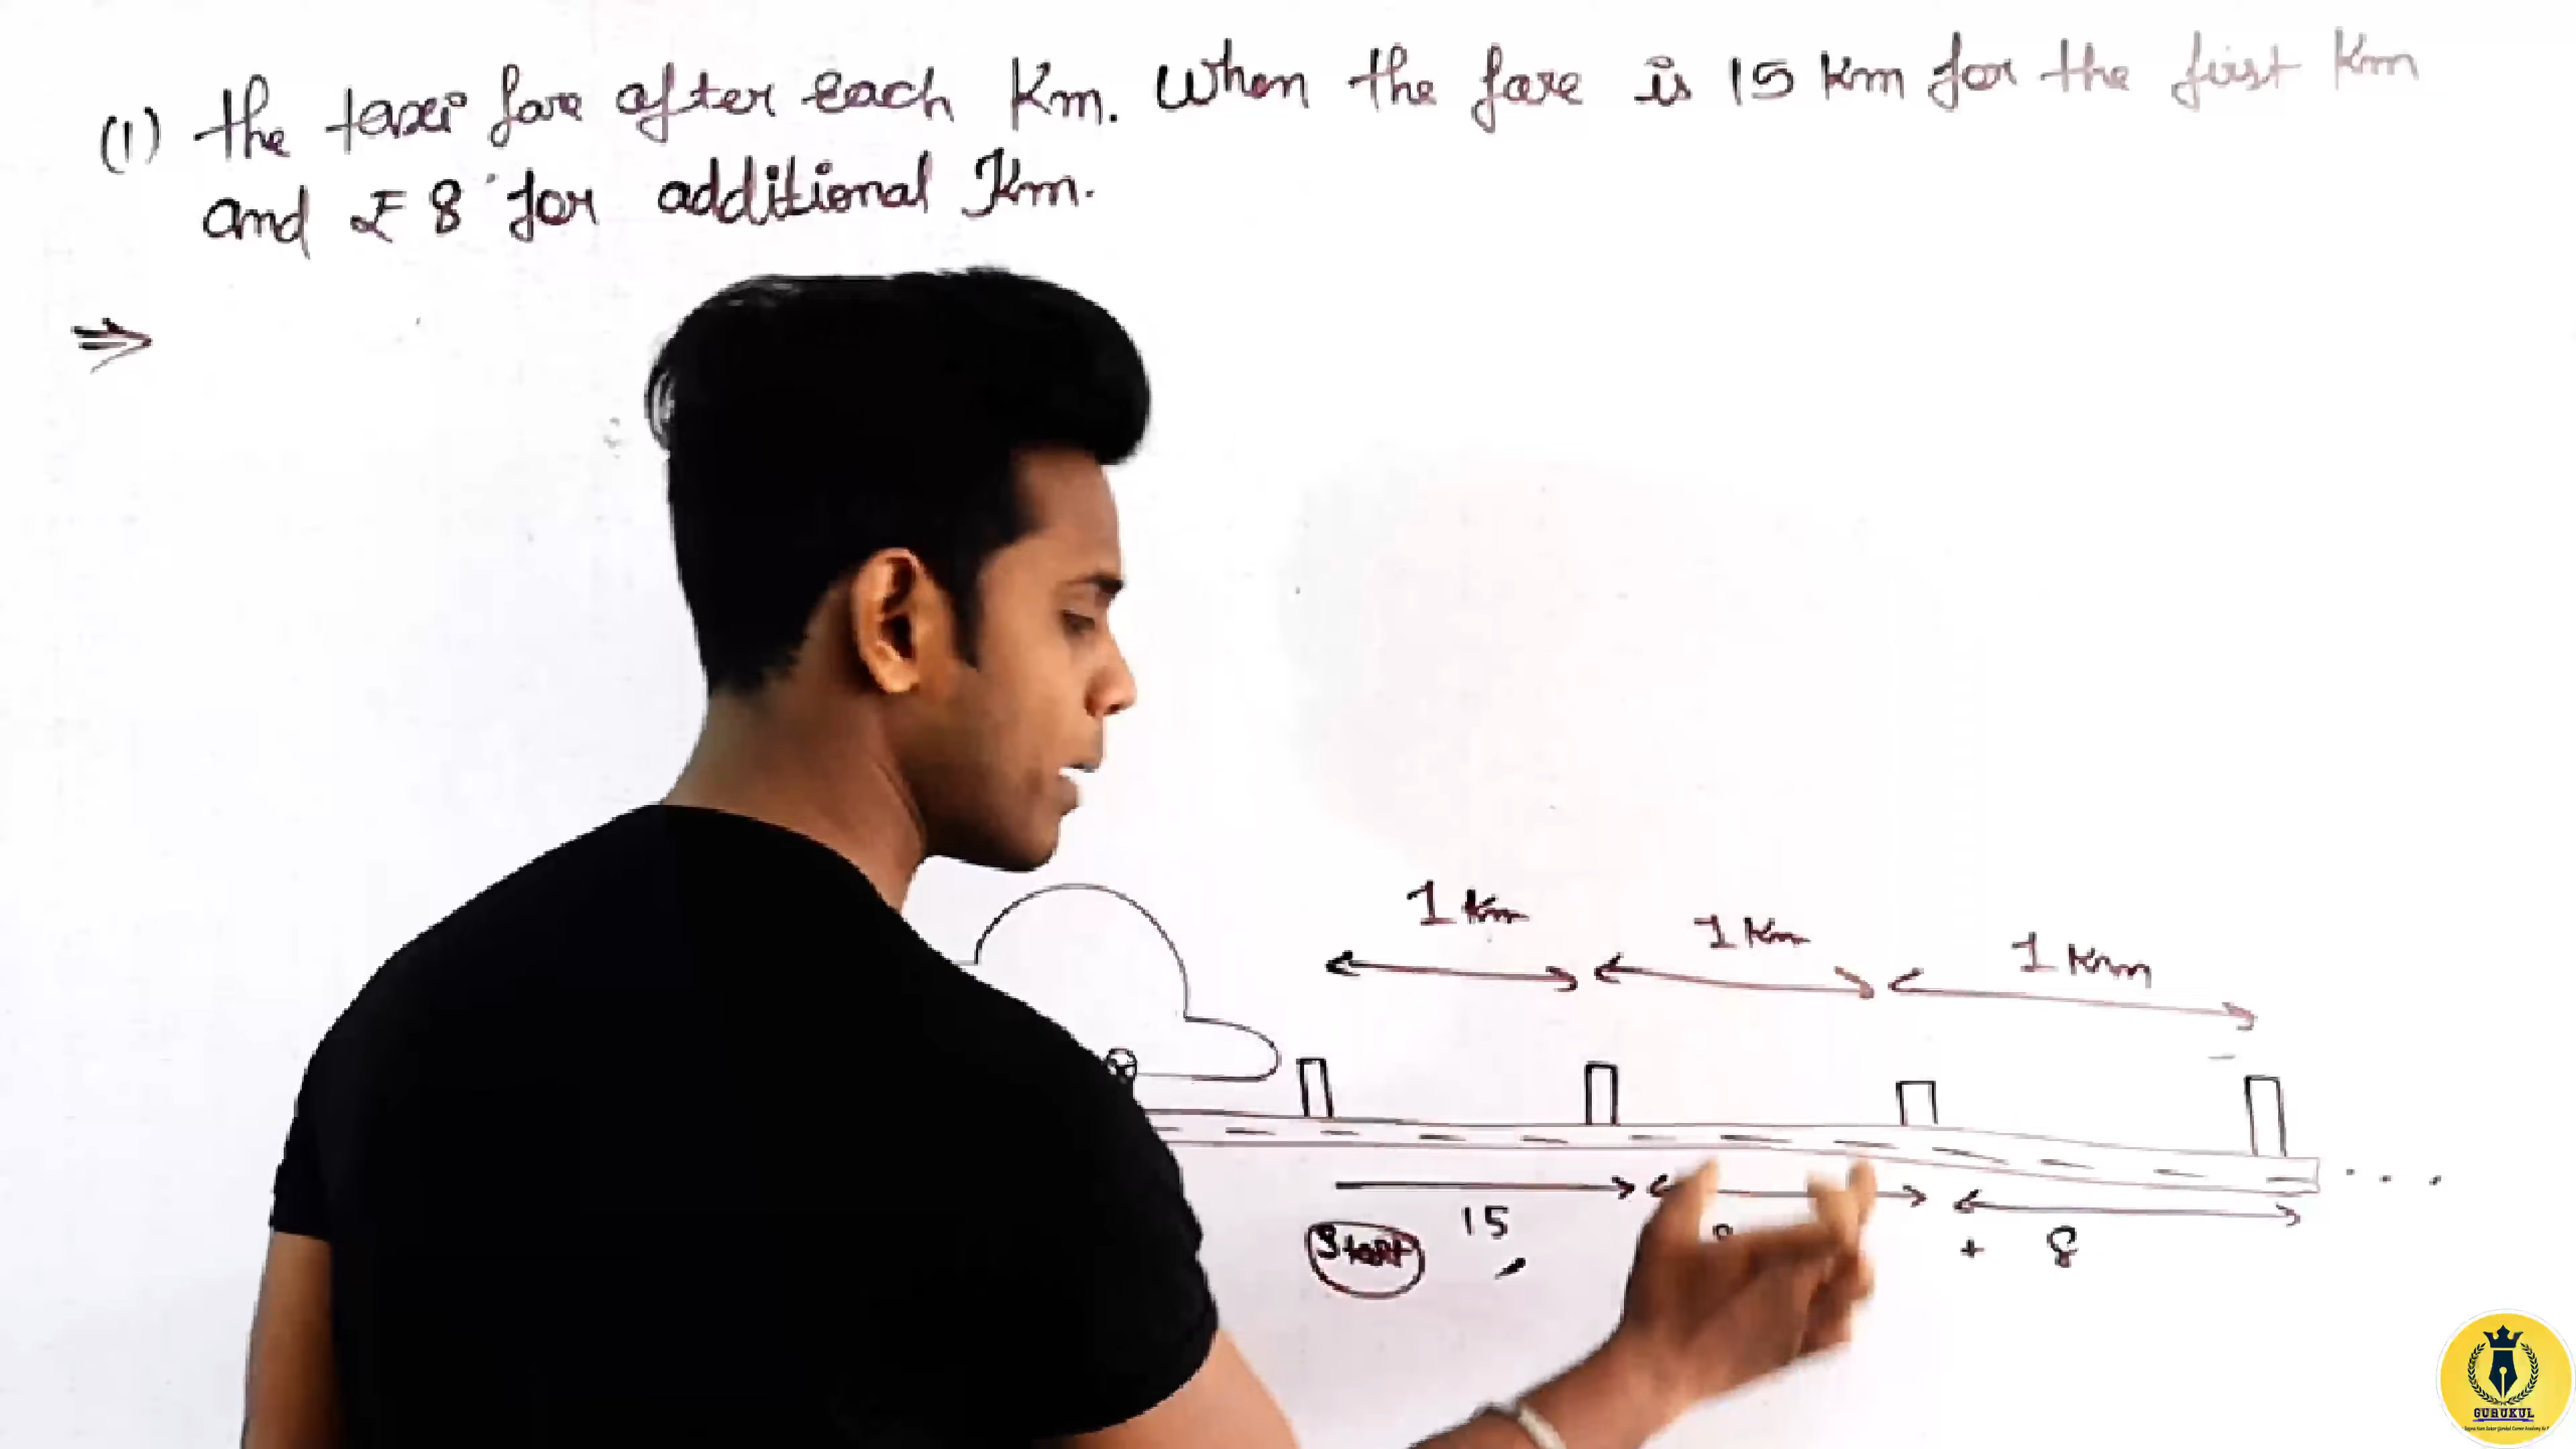 (1) the taxi fare after each Km. When the fare is 15 Km for the first Km
and ₹ 8 for additional Km.
⇒
1 Km 1 Km 1 Km
15 + 8
Start
GURUKUL